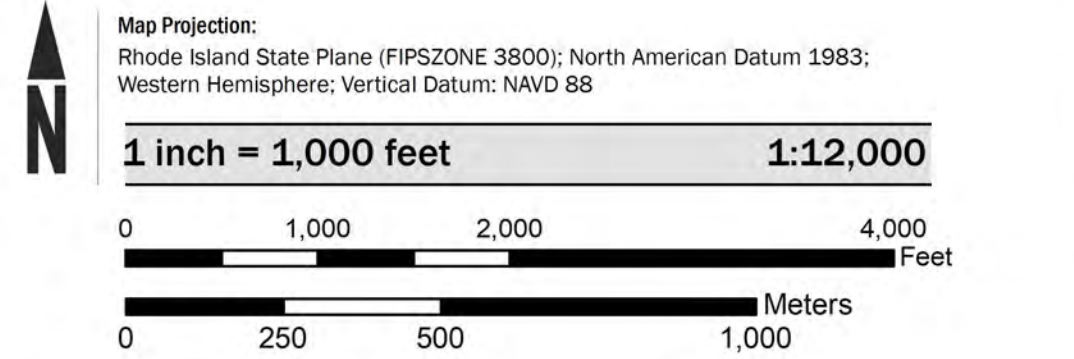 N
Map Projection:
Rhode Island State Plane (FIPSZONE 3800); North American Datum 1983;
Western Hemisphere; Vertical Datum: NAVD 88
1 inch = 1,000 feet 1:12,000
0 1,000 2,000 4,000
Feet
Meters
0 250 500 1,000